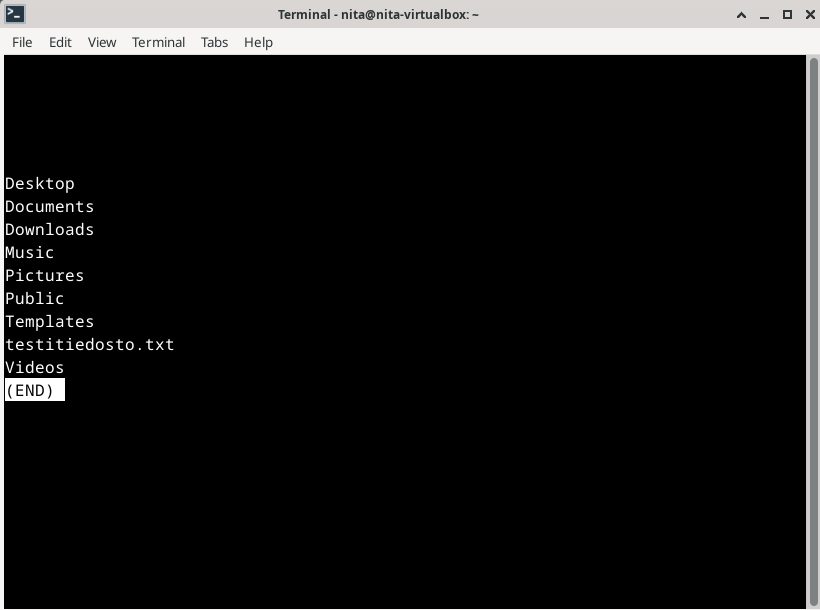 Terminal - nita@nita-virtualbox: ~
File Edit View Terminal Tabs Help
Desktop
Documents
Downloads
Music
Pictures
Public
Templates
testitiedosto.txt
Videos
(END)